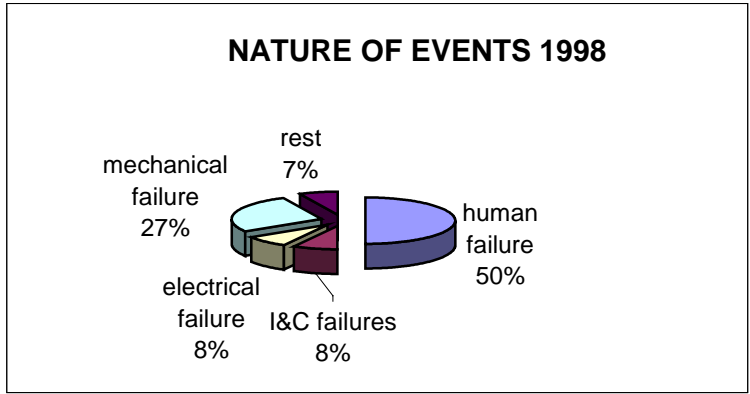 NATURE OF EVENTS 1998
rest
7%
mechanical
failure
27%
human
failure
50%
electrical
failure
8%
I&C failures
8%